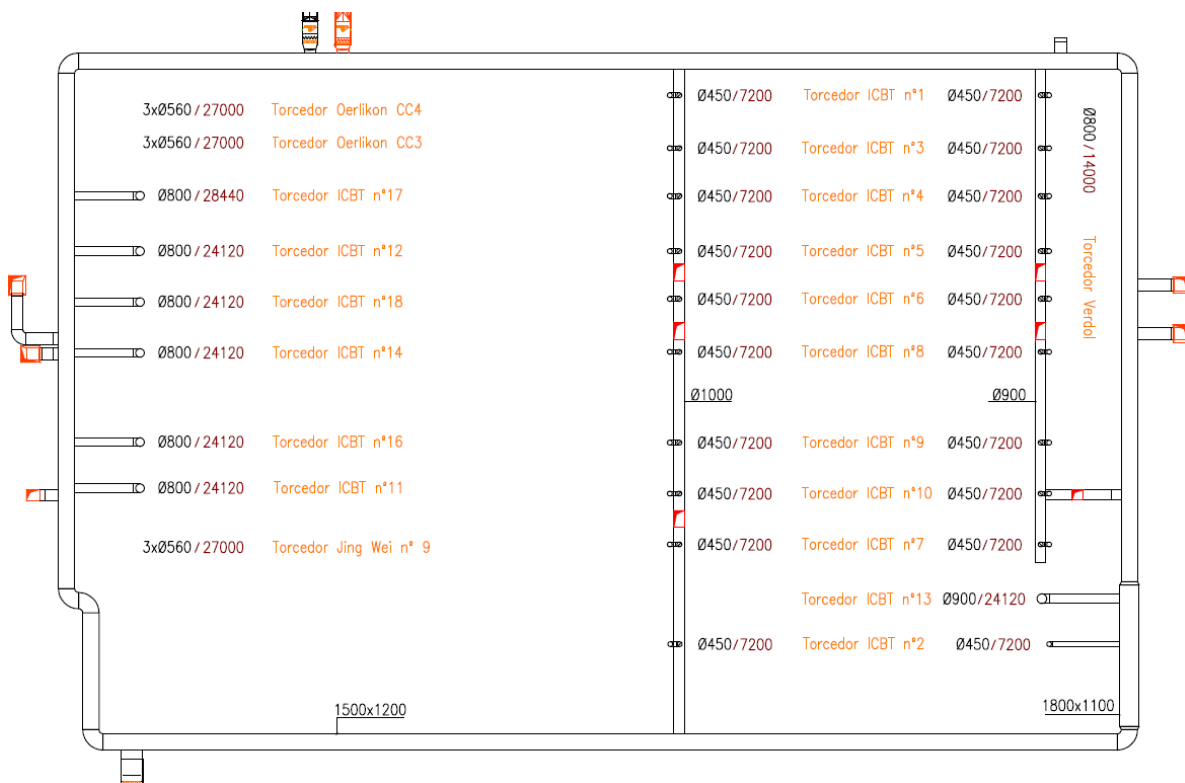 3xØ560/27000 Torcedor Oerlikon CC4
3xØ560/27000 Torcedor Oerlikon CC3
Ø800/28440 Torcedor ICBT nº17
Ø800/24120 Torcedor ICBT nº12
Ø800/24120 Torcedor ICBT nº18
Ø800/24120 Torcedor ICBT nº14
Ø800/24120 Torcedor ICBT nº16
Ø800/24120 Torcedor ICBT nº11
3xØ560/27000 Torcedor Jing Wei nº 9
1500x1200
Ø450/7200 Torcedor ICBT nº1 Ø450/7200
Ø450/7200 Torcedor ICBT nº3 Ø450/7200
Ø450/7200 Torcedor ICBT nº4 Ø450/7200
Ø450/7200 Torcedor ICBT nº5 Ø450/7200
Ø450/7200 Torcedor ICBT nº6 Ø450/7200
Ø450/7200 Torcedor ICBT nº8 Ø450/7200
Ø1000 Ø900
Ø450/7200 Torcedor ICBT nº9 Ø450/7200
Ø450/7200 Torcedor ICBT nº10 Ø450/7200
Ø450/7200 Torcedor ICBT nº7 Ø450/7200
Torcedor ICBT nº13 Ø900/24120
Ø450/7200 Torcedor ICBT nº2 Ø450/7200
1800x1100
Ø800/14000 Torcedor Verdol